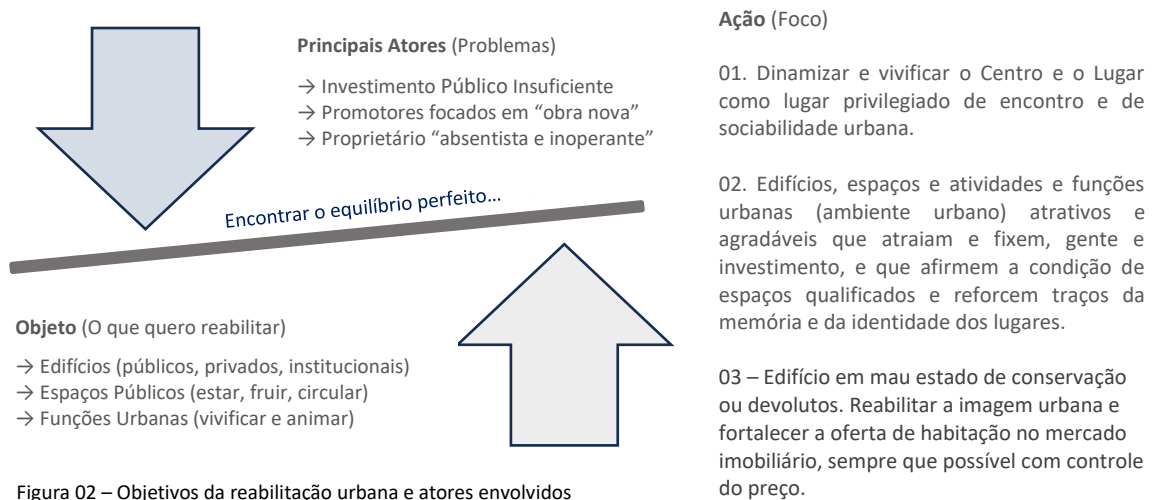 Principais Atores (Problemas)
→ Investimento Público Insuficiente
→ Promotores focados em “obra nova”
→ Proprietário “absentista e inoperante”
Encontrar o equilíbrio perfeito…
Objeto (O que quero reabilitar)
→ Edifícios (públicos, privados, institucionais)
→ Espaços Públicos (estar, fruir, circular)
→ Funções Urbanas (vivificar e animar)
Figura 02 – Objetivos da reabilitação urbana e atores envolvidos
Ação (Foco)
01. Dinamizar e vivificar o Centro e o Lugar
como lugar privilegiado de encontro e de
sociabilidade urbana.
02. Edifícios, espaços e atividades e funções
urbanas (ambiente urbano) atrativos e
agradáveis que atraiam e fixem, gente e
investimento, e que afirmem a condição de
espaços qualificados e reforcem traços da
memória e da identidade dos lugares.
03 – Edifício em mau estado de conservação
ou devolutos. Reabilitar a imagem urbana e
fortalecer a oferta de habitação no mercado
imobiliário, sempre que possível com controle
do preço.